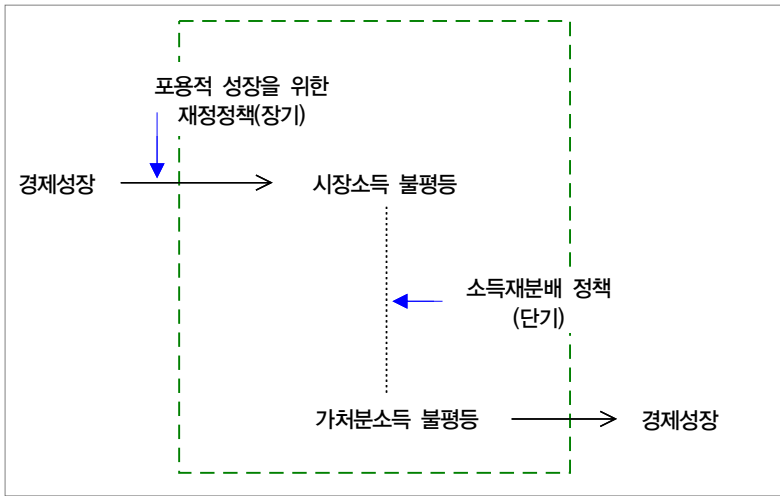 포용적 성장을 위한
재정정책(장기)
경제성장
시장소득 불평등
소득재분배 정책
(단기)
가처분소득 불평등
경제성장